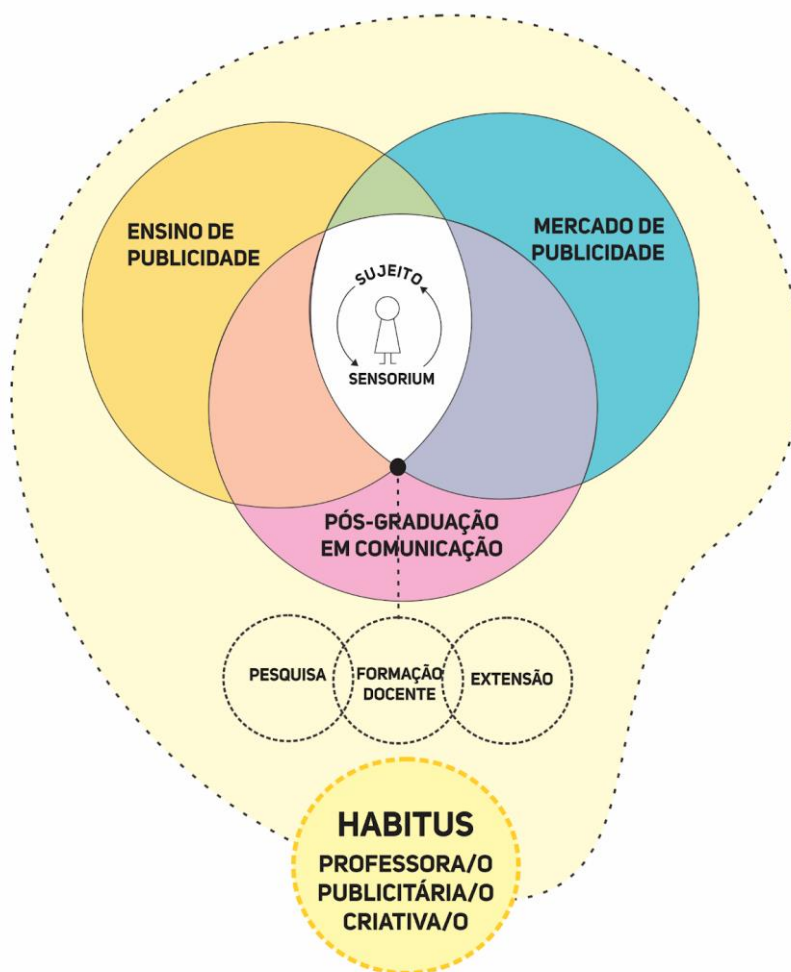 ENSINO DE
PUBLICIDADE
MERCADO DE
PUBLICIDADE
SUJEITO
SENSORIUM
PÓS-GRADUAÇÃO
EM COMUNICAÇÃO
PESQUISA
FORMAÇÃO
DOCENTE
EXTENSÃO
HABITUS
PROFESSORA/O
PUBLICITÁRIA/O
CRIATIVA/O